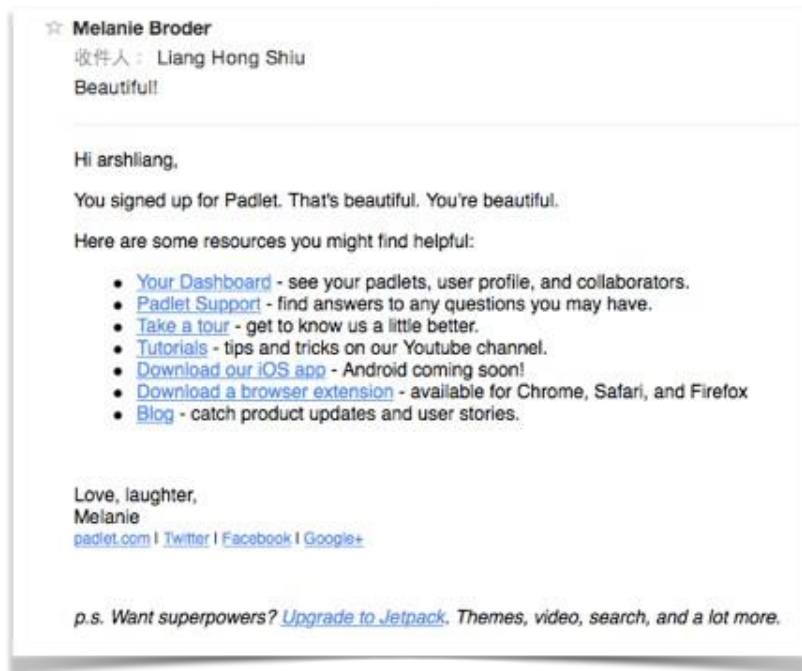 Melanie Broder
收件人： Liang Hong Shiu
Beautiful!
Hi arshliang,
You signed up for Padlet. That's beautiful. You're beautiful.
Here are some resources you might find helpful:
• Your Dashboard - see your padlets, user profile, and collaborators.
• Padlet Support - find answers to any questions you may have.
• Take a tour - get to know us a little better.
• Tutorials - tips and tricks on our Youtube channel.
• Download our iOS app - Android coming soon!
• Download a browser extension - available for Chrome, Safari, and Firefox
• Blog - catch product updates and user stories.
Love, laughter,
Melanie
padlet.com I Twitter I Facebook I Google+
p.s. Want superpowers? Upgrade to Jetpack. Themes, video, search, and a lot more.